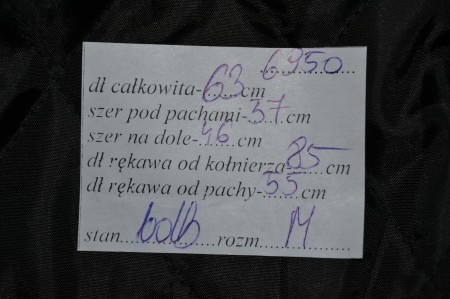 6950
dł całkowita-63cm
szer pod pachami-57cm
szer na dole-46cm
dł rękawa od kołnierza 85cm
dł rękawa od pachy-55cm
stan bdb rozm M